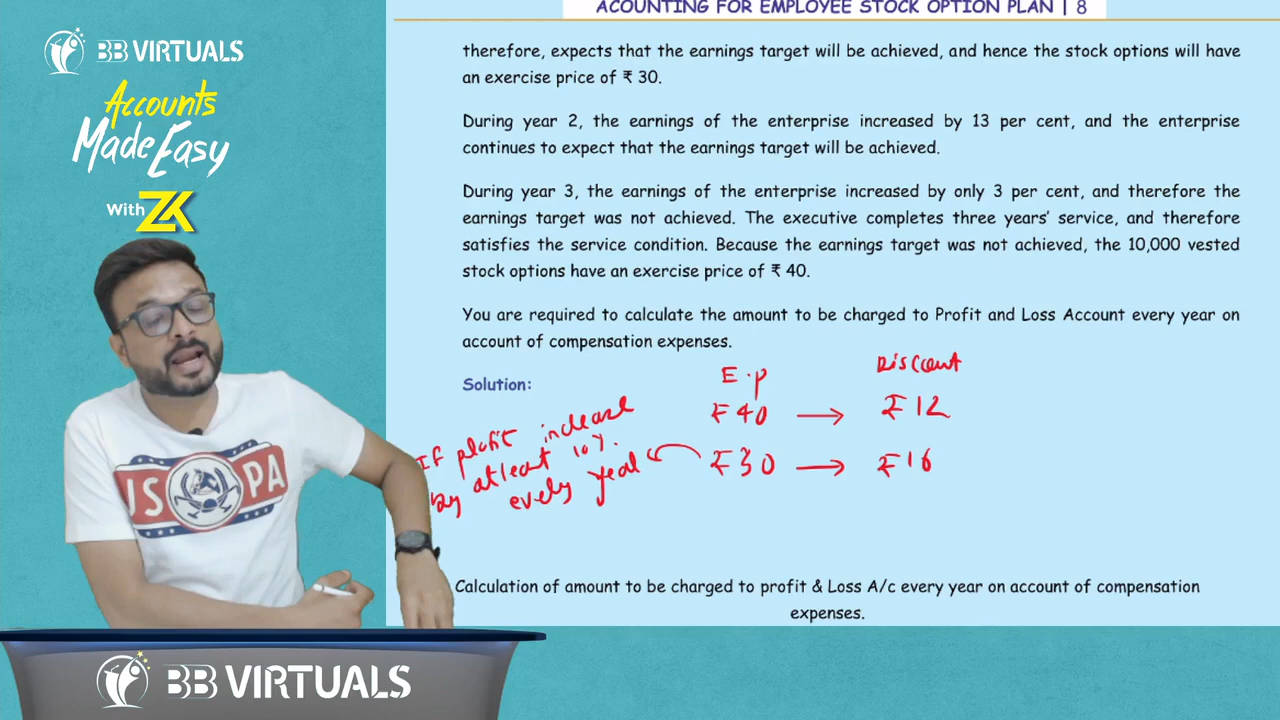 ACOUNTING FOR EMPLOYEE STOCK OPTION PLAN | 8
BB VIRTUALS
Accounts
Made Easy
With ZK
therefore, expects that the earnings target will be achieved, and hence the stock options will have
an exercise price of ₹ 30.
During year 2, the earnings of the enterprise increased by 13 per cent, and the enterprise
continues to expect that the earnings target will be achieved.
During year 3, the earnings of the enterprise increased by only 3 per cent, and therefore the
earnings target was not achieved. The executive completes three years' service, and therefore
satisfies the service condition. Because the earnings target was not achieved, the 10,000 vested
stock options have an exercise price of ₹ 40.
You are required to calculate the amount to be charged to Profit and Loss Account every year on
account of compensation expenses.
Solution:
E.p
Discount
₹40 → ₹12
₹30 → ₹16
If profit increase
by atleast 10%.
every year
Calculation of amount to be charged to profit & Loss A/c every year on account of compensation
expenses.
USPA
BB VIRTUALS